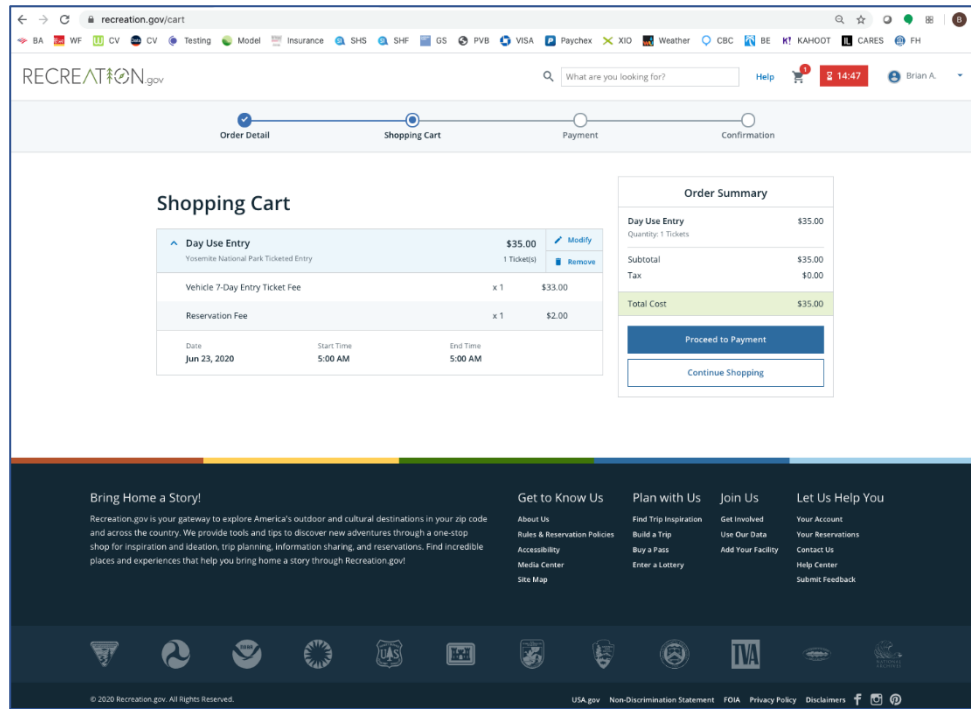 recreation.gov/cart
B
BA WF CV CV Testing Model Insurance SHS SHF GS PVB VISA Paychex XIO Weather CBC BE KAHOOT CARES FH
RECREATION.gov
What are you looking for?
Help
1
14:47
Brian A.
Order Detail Shopping Cart Payment Confirmation
Shopping Cart
Day Use Entry $35.00 Modify
Yosemite National Park Ticketed Entry 1 Ticket(s) Remove
Vehicle 7-Day Entry Ticket Fee x 1 $33.00
Reservation Fee x 1 $2.00
Date Start Time End Time
Jun 23, 2020 5:00 AM 5:00 AM
Order Summary
Day Use Entry $35.00
Quantity: 1 Tickets
Subtotal $35.00
Tax $0.00
Total Cost $35.00
Proceed to Payment
Continue Shopping
Bring Home a Story!
Recreation.gov is your gateway to explore America's outdoor and cultural destinations in your zip code
and across the country. We provide tools and tips to discover new adventures through a one-stop
shop for inspiration and ideation, trip planning, information sharing, and reservations. Find incredible
places and experiences that help you bring home a story through Recreation.gov!
Get to Know Us
About Us
Rules & Reservation Policies
Accessibility
Media Center
Site Map
Plan with Us
Find Trip Inspiration
Build a Trip
Buy a Pass
Enter a Lottery
Join Us
Get Involved
Use Our Data
Add Your Facility
Let Us Help You
Your Account
Your Reservations
Contact Us
Help Center
Submit Feedback
UAS
TVA
© 2020 Recreation.gov. All Rights Reserved.
USA.gov Non-Discrimination Statement FOIA Privacy Policy Disclaimers